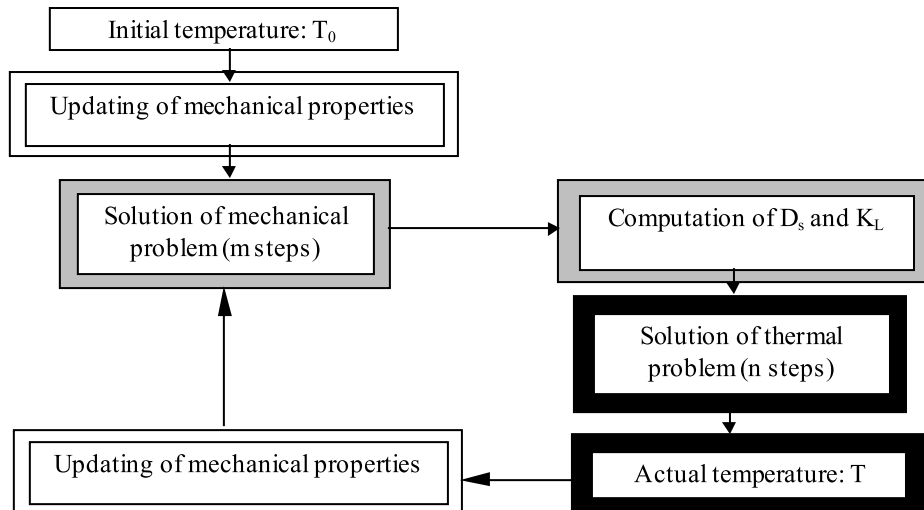 Initial temperature: T₀
Updating of mechanical properties
Solution of mechanical
problem (m steps)
Computation of Dₛ and K_L
Solution of thermal
problem (n steps)
Actual temperature: T
Updating of mechanical properties